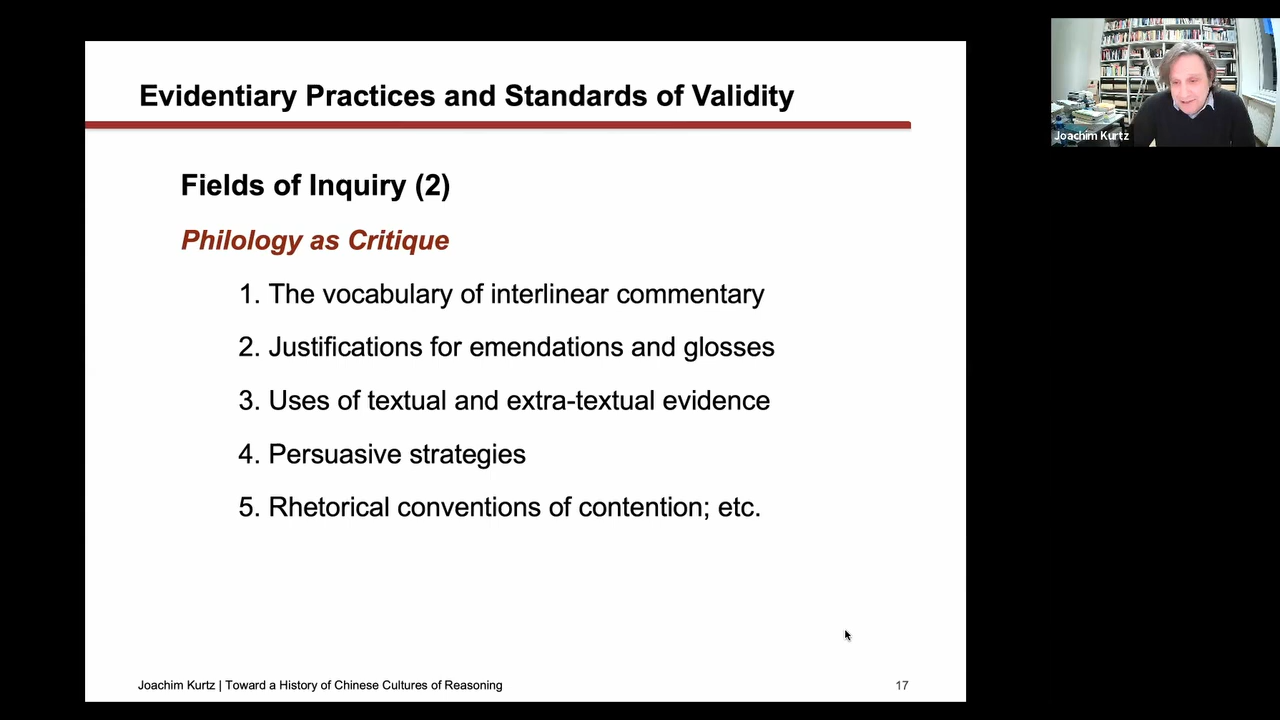 Evidentiary Practices and Standards of Validity
Fields of Inquiry (2)
Philology as Critique
1. The vocabulary of interlinear commentary
2. Justifications for emendations and glosses
3. Uses of textual and extra-textual evidence
4. Persuasive strategies
5. Rhetorical conventions of contention; etc.
Joachim Kurtz | Toward a History of Chinese Cultures of Reasoning
17
Joachim Kurtz